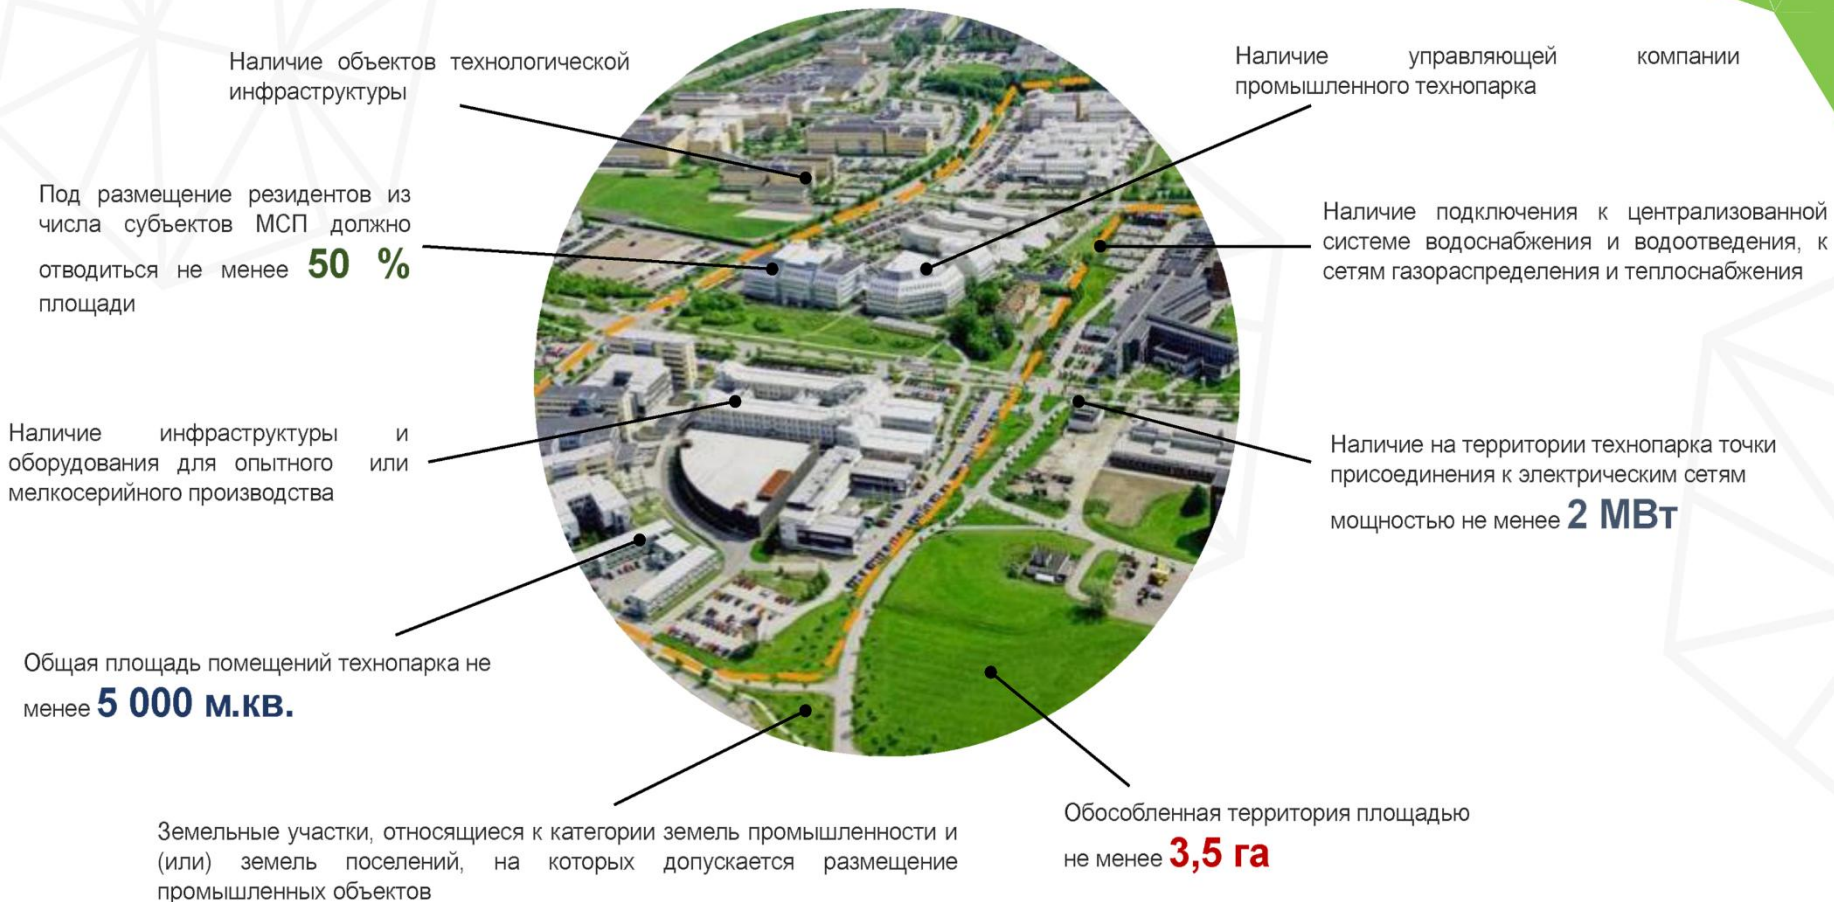 Наличие объектов технологической
инфраструктуры
Под размещение резидентов из
числа субъектов МСП должно
отводиться не менее 50 %
площади
Наличие инфраструктуры и
оборудования для опытного или
мелкосерийного производства
Общая площадь помещений технопарка не
менее 5 000 м.кв.
Земельные участки, относящиеся к категории земель промышленности и
(или) земель поселений, на которых допускается размещение
промышленных объектов
Наличие управляющей компании
промышленного технопарка
Наличие подключения к централизованной
системе водоснабжения и водоотведения, к
сетям газораспределения и теплоснабжения
Наличие на территории технопарка точки
присоединения к электрическим сетям
мощностью не менее 2 МВт
Обособленная территория площадью
не менее 3,5 га